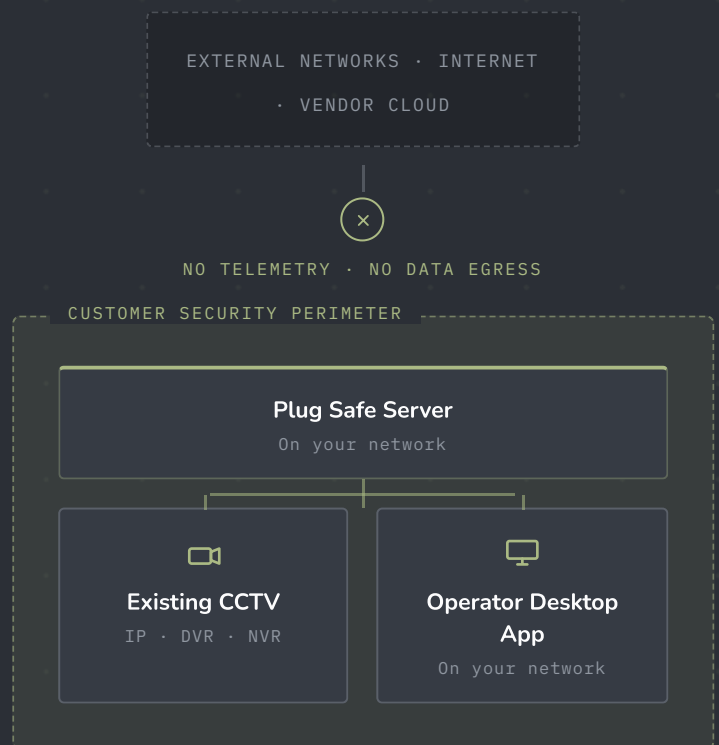 EXTERNAL NETWORKS · INTERNET
· VENDOR CLOUD
NO TELEMETRY · NO DATA EGRESS
CUSTOMER SECURITY PERIMETER
Plug Safe Server
On your network
Existing CCTV
IP · DVR · NVR
Operator Desktop
App
On your network